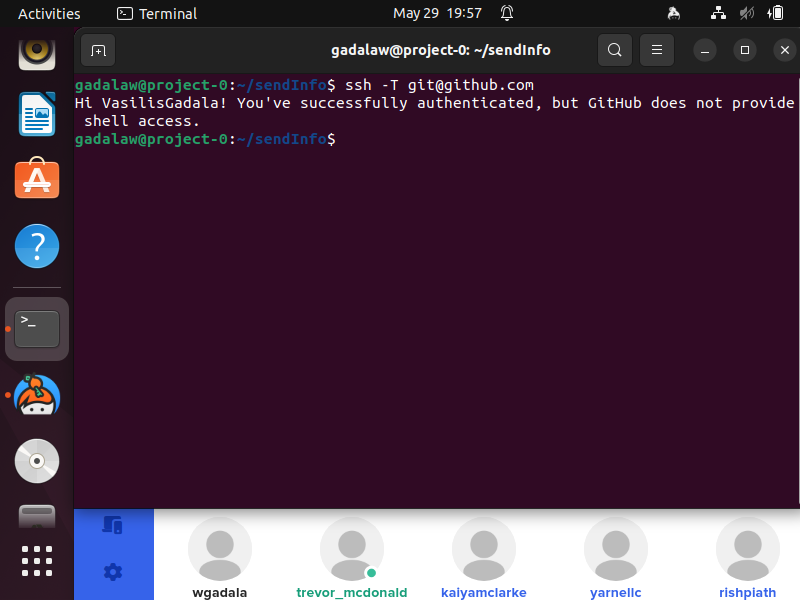 Activities
Terminal
May 29 19:57
gadalaw@project-0: ~/sendInfo
gadalaw@project-0:~/sendInfo$ ssh -T git@github.com
Hi VasilisGadala! You've successfully authenticated, but GitHub does not provide
shell access.
gadalaw@project-0:~/sendInfo$
>_
?
wgadala
trevor_mcdonald
kaiyamclarke
yarnellc
rishpiath